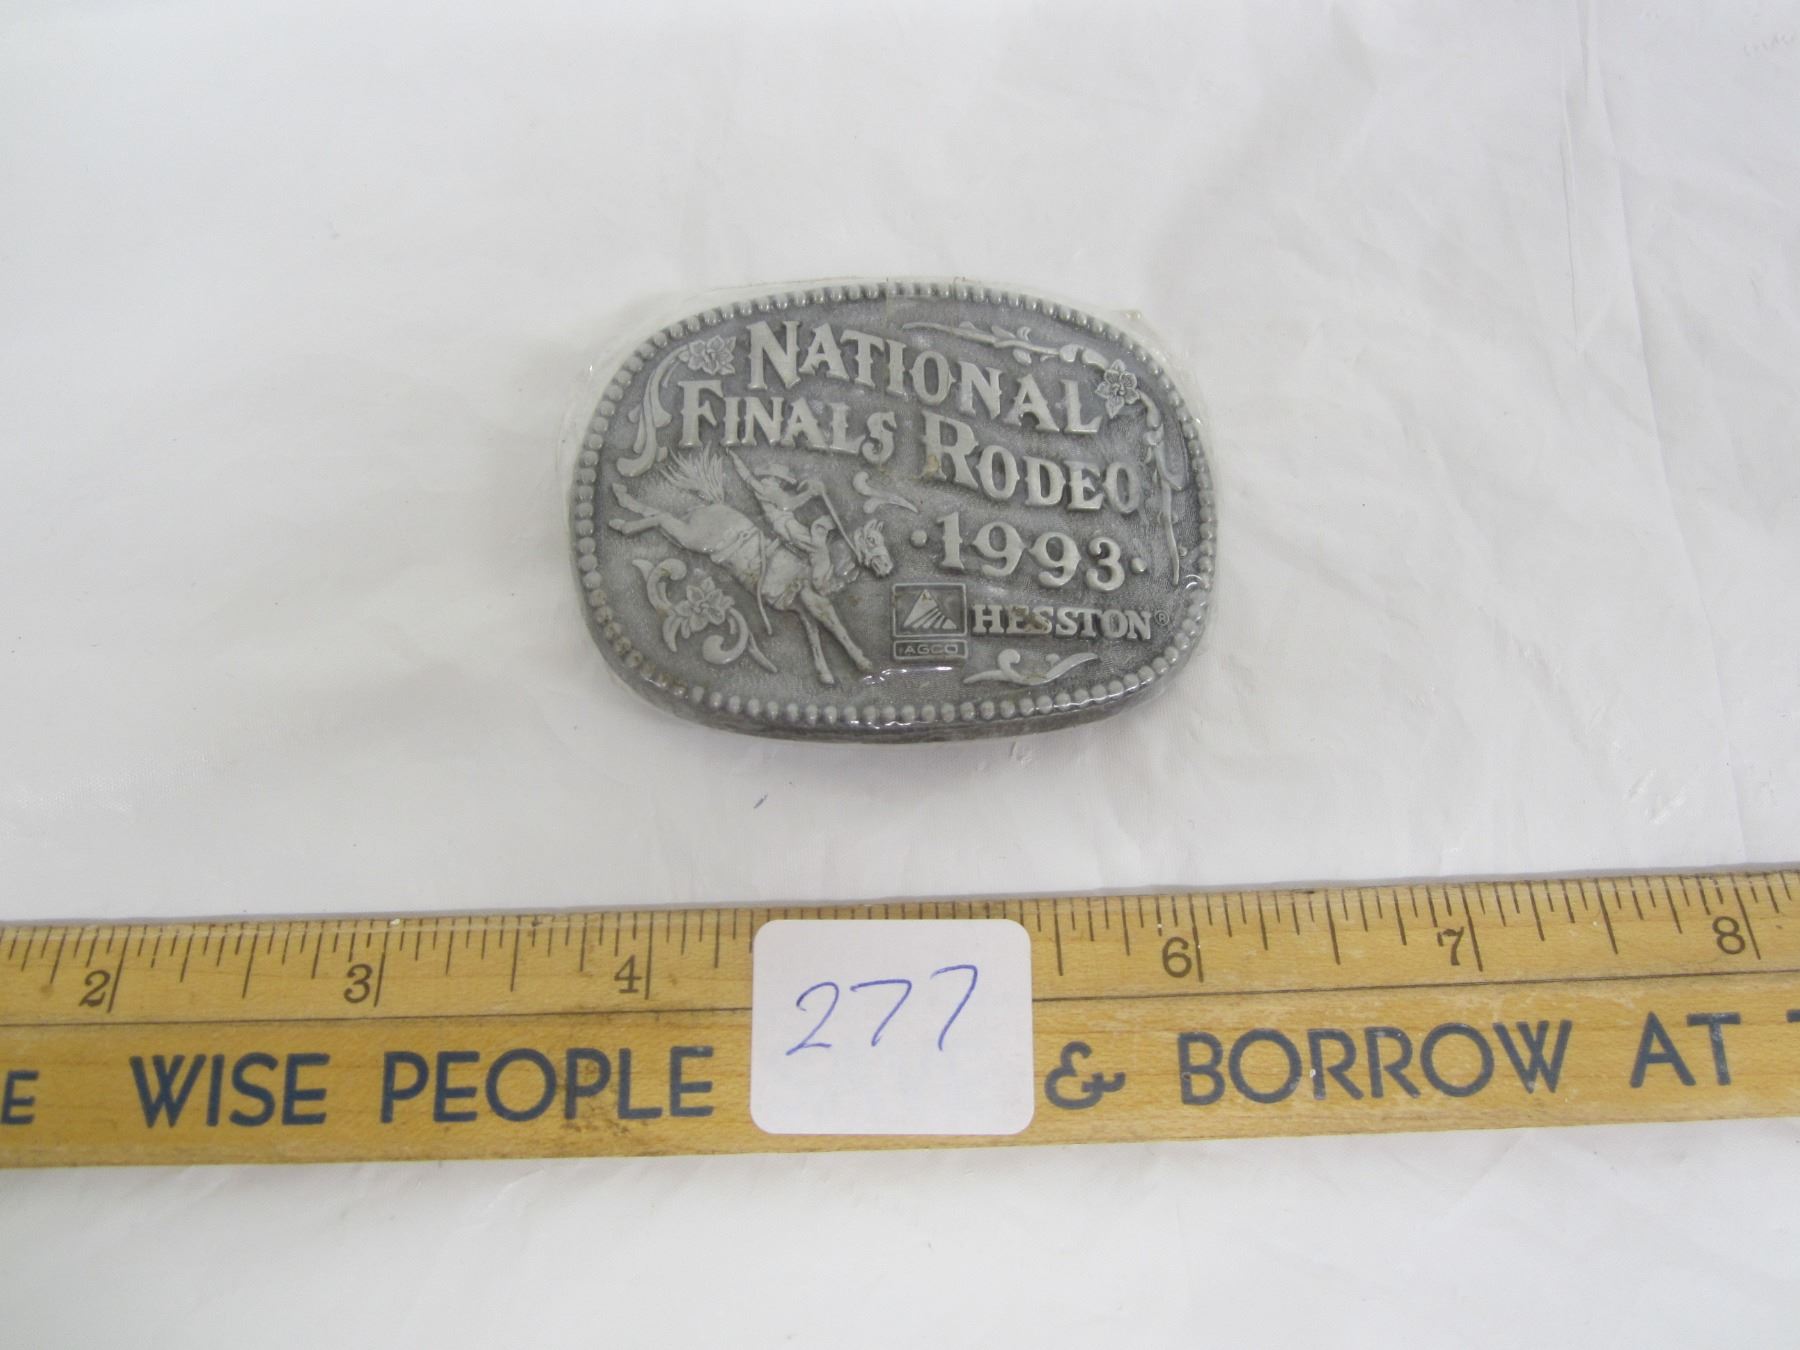 NATIONAL
FINALS RODEO
·1993·
HESSTON®
AGCO
2 3 4 6 7 8
277
E WISE PEOPLE & BORROW AT T